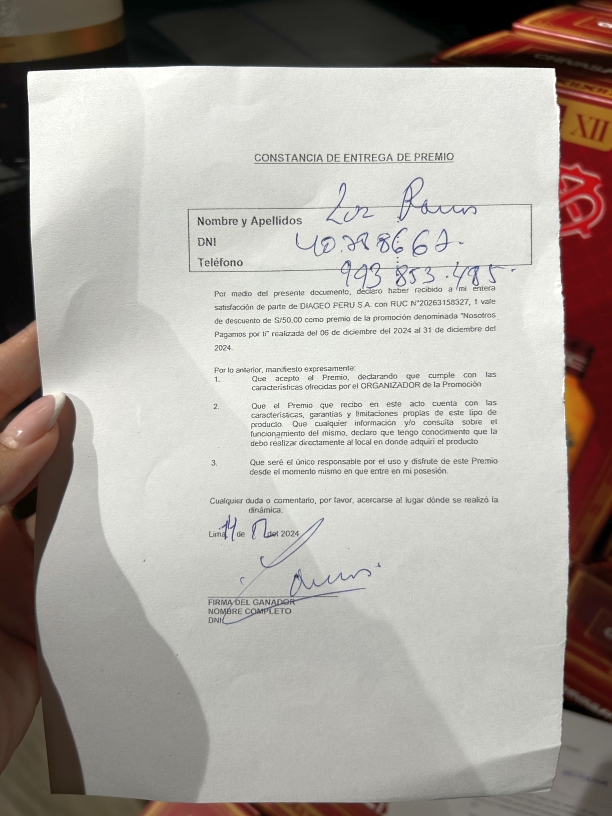 CONSTANCIA DE ENTREGA DE PREMIO
Nombre y Apellidos Luz Ramos
DNI
Teléfono 993 853 485
Por medio del presente documento, declaro haber recibido a mi entera
satisfacción de parte de DIAGEO PERU S.A. con RUC N°20263158327, 1 vale
de descuento de S/50.00 como premio de la promoción denominada "Nosotros
Pagamos por ti" realizada del 06 de diciembre del 2024 al 31 de diciembre del
2024.
Por lo anterior, manifiesto expresamente:
1. Que acepto el Premio, declarando que cumple con las
características ofrecidas por el ORGANIZADOR de la Promoción
2. Que el Premio que recibo en este acto cuenta con las
características, garantías y limitaciones propias de este tipo de
producto. Que cualquier información y/o consulta sobre el
funcionamiento del mismo, declaro que tengo conocimiento que la
debo realizar directamente al local en donde adquirí el producto
3. Que seré el único responsable por el uso y disfrute de este Premio
desde el momento mismo en que entre en mi posesión.
Cualquier duda o comentario, por favor, acercarse al lugar dónde se realizó la
dinámica.
Lima 14 de del 2024
FIRMA DEL GANADOR
NOMBRE COMPLETO
DNI
XII